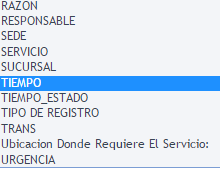 RAZON
RESPONSABLE
SEDE
SERVICIO
SUCURSAL
TIEMPO
TIEMPO_ESTADO
TIPO DE REGISTRO
TRANS
Ubicacion Donde Requiere El Servicio:
URGENCIA